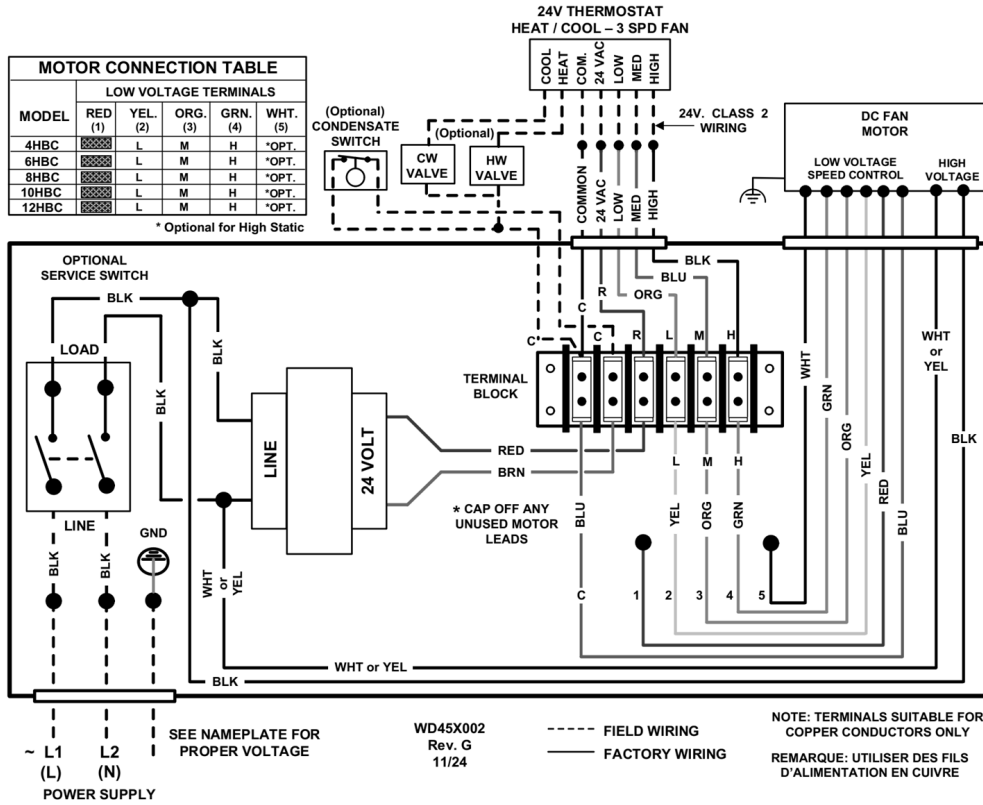 24V THERMOSTAT
HEAT / COOL – 3 SPD FAN
COOL
HEAT
COM.
24 VAC
LOW
MED
HIGH
MOTOR CONNECTION TABLE
LOW VOLTAGE TERMINALS
MODEL RED YEL. ORG. GRN. WHT.
(1) (2) (3) (4) (5)
4HBC L M H *OPT.
6HBC L M H *OPT.
8HBC L M H *OPT.
10HBC L M H *OPT.
12HBC L M H *OPT.
* Optional for High Static
(Optional)
CONDENSATE
SWITCH
(Optional)
CW
VALVE
HW
VALVE
24V. CLASS 2
WIRING
DC FAN
MOTOR
LOW VOLTAGE
SPEED CONTROL
HIGH
VOLTAGE
COMMON
24 VAC
LOW
MED
HIGH
OPTIONAL
SERVICE SWITCH
BLK
LOAD
BLK
BLK
LINE
24 VOLT
BLK
BLU
ORG
R
C
C
C
R
L
M
H
TERMINAL
BLOCK
RED
BRN
* CAP OFF ANY
UNUSED MOTOR
LEADS
L
M
H
BLU
YEL
ORG
GRN
C
1
2
3
4
5
WHT
GRN
ORG
YEL
RED
BLU
WHT
or
YEL
BLK
LINE
GND
BLK
BLK
WHT
or
YEL
WHT or YEL
BLK
~ L1
(L)
L2
(N)
POWER SUPPLY
SEE NAMEPLATE FOR
PROPER VOLTAGE
WD45X002
Rev. G
11/24
FIELD WIRING
FACTORY WIRING
NOTE: TERMINALS SUITABLE FOR
COPPER CONDUCTORS ONLY
REMARQUE: UTILISER DES FILS
D'ALIMENTATION EN CUIVRE